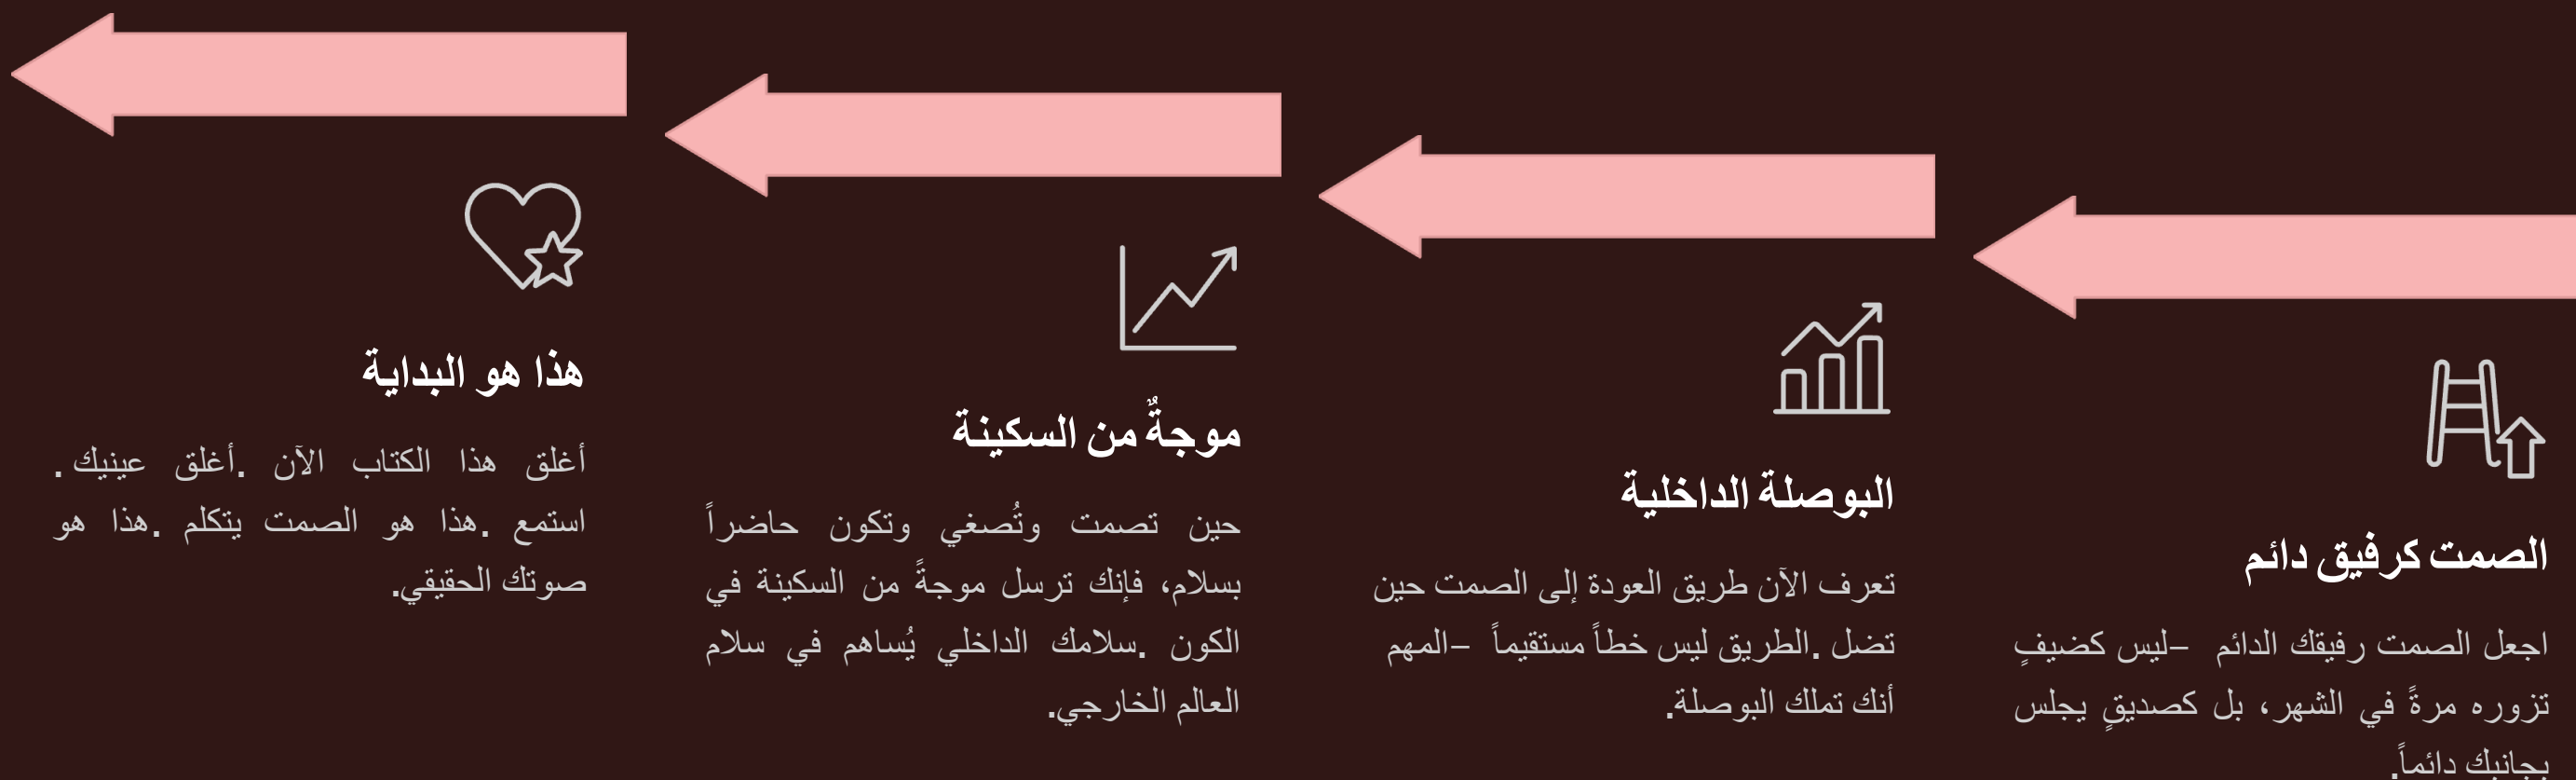 الصمت كرفيق دائم
اجعل الصمت رفيقك الدائم –ليس كضيفٍ
تزوره مرةً في الشهر، بل كصديقٍ يجلس
بجانبك دائماً.
البوصلة الداخلية
تعرف الآن طريق العودة إلى الصمت حين
تضل .الطريق ليس خطاً مستقيماً –المهم
أنك تملك البوصلة.
موجةٌ من السكينة
حين تصمت وتُصغي وتكون حاضراً
بسلام، فإنك ترسل موجةً من السكينة في
الكون .سلامك الداخلي يُساهم في سلام
العالم الخارجي.
هذا هو البداية
أغلق هذا الكتاب الآن .أغلق عينيك .
استمع .هذا هو الصمت يتكلم .هذا هو
صوتك الحقيقي.